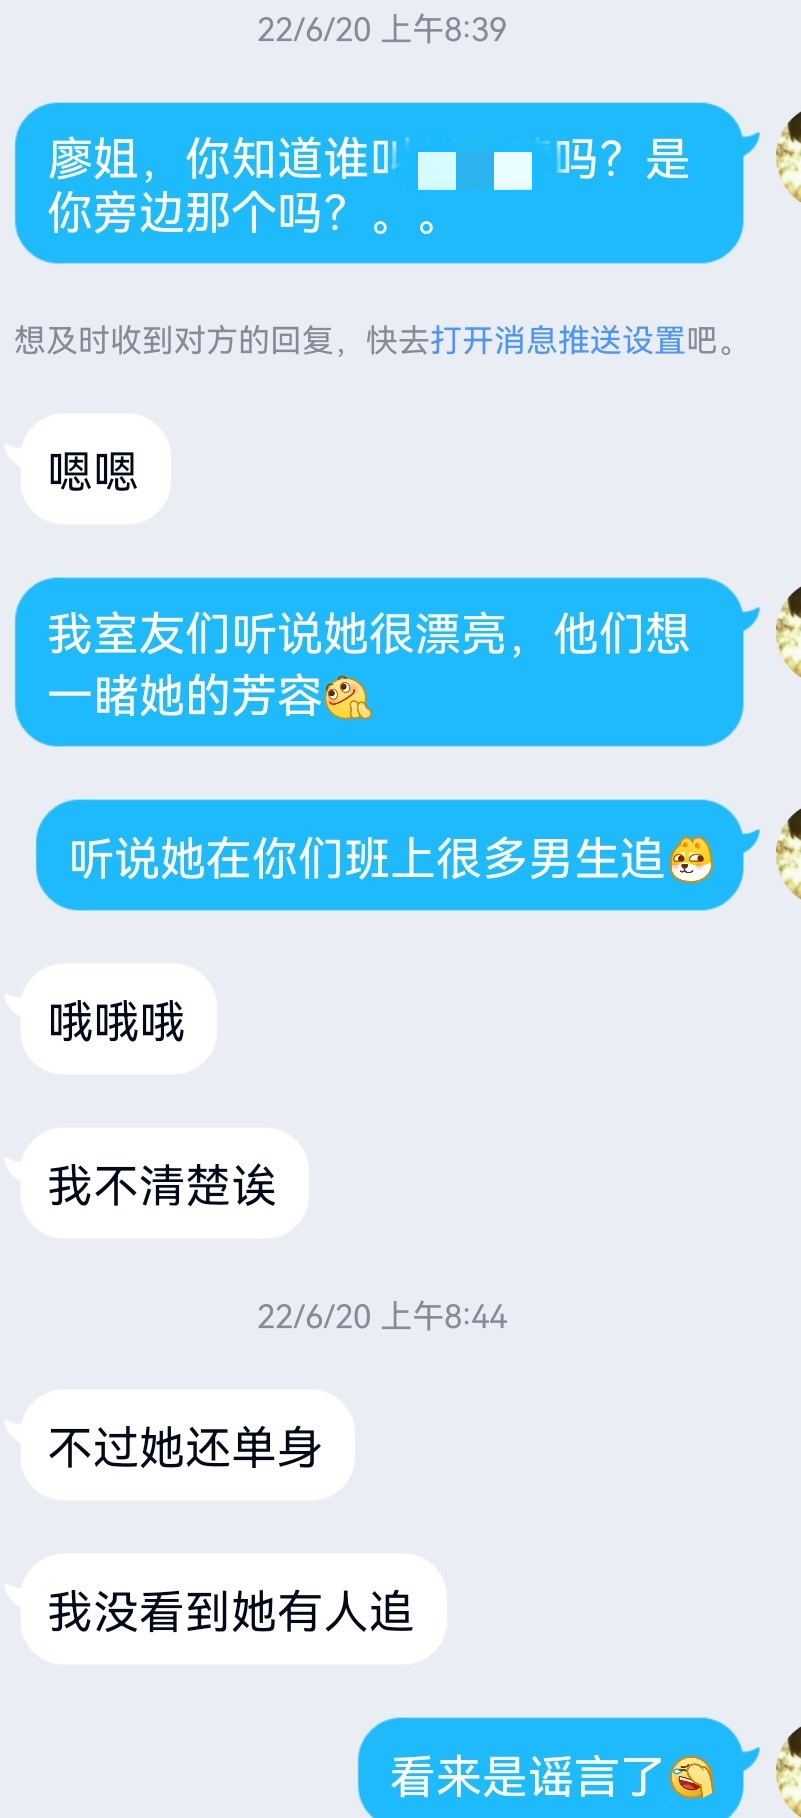 22/6/20 上午8:39
廖姐，你知道谁叫吗？是
你旁边那个吗？。。
想及时收到对方的回复，快去打开消息推送设置吧。
嗯嗯
我室友们听说她很漂亮，他们想
一睹她的芳容
听说她在你们班上很多男生追
哦哦哦
我不清楚诶
22/6/20 上午8:44
不过她还单身
我没看到她有人追
看来是谣言了